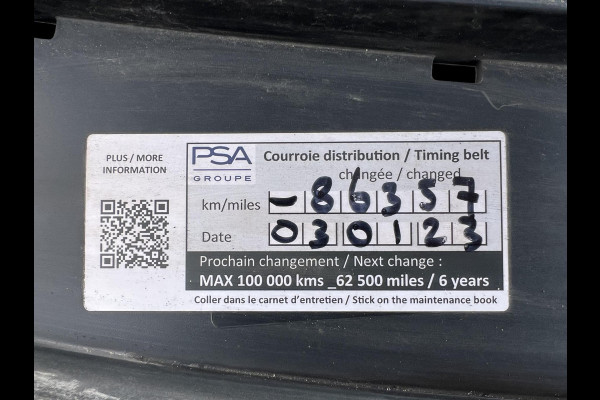 PLUS / MORE
INFORMATION
PSA
GROUPE
Courroie distribution / Timing belt
changée / changed
km/miles - 86357
Date 030123
Prochain changement / Next change :
MAX 100 000 kms _62 500 miles / 6 years
Coller dans le carnet d'entretien / Stick on the maintenance book